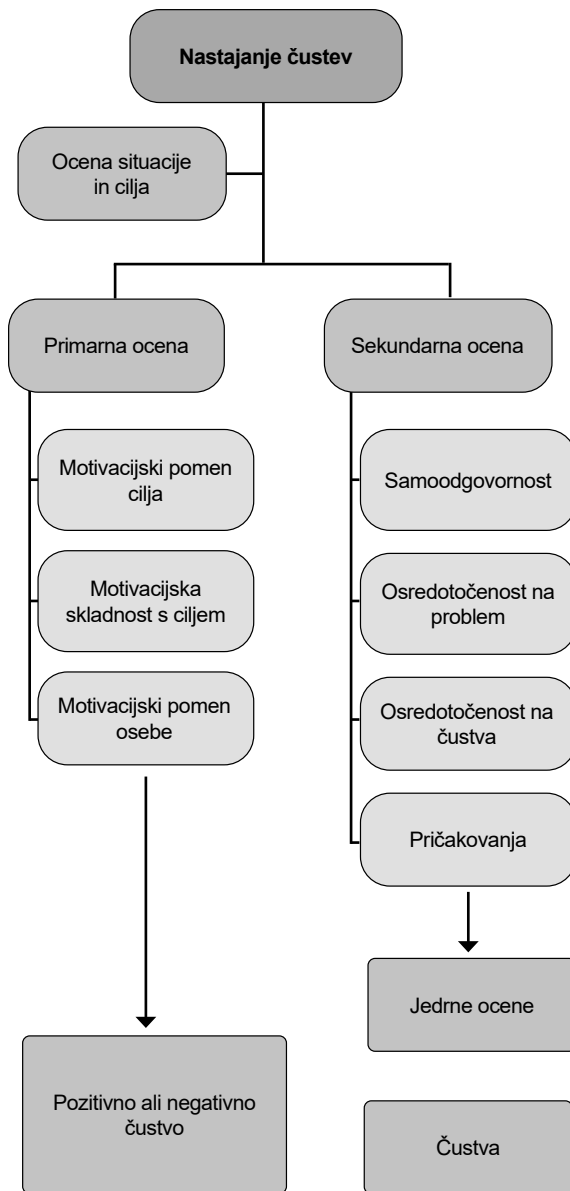 Nastajanje čustev
Ocena situacije
in cilja
Primarna ocena
Sekundarna ocena
Motivacijski pomen
cilja
Motivacijska
skladnost s ciljem
Motivacijski pomen
osebe
Samoodgovornost
Osredotočenost na
problem
Osredotočenost na
čustva
Pričakovanja
Jedrne ocene
Pozitivno ali negativno
čustvo
Čustva